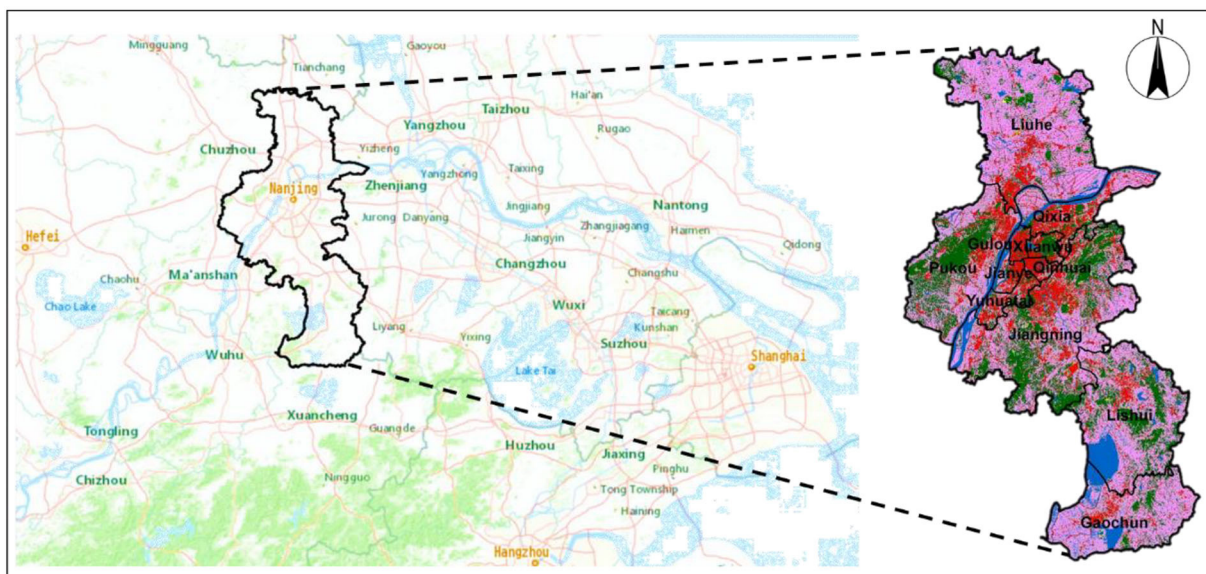 N
Mingguang
Gaoyou
Tianchang
Hai'an
Taizhou
Yangzhou
Rugao
Chuzhou
Yizheng
Yangzhong
Taixing
Nanjing
Zhenjiang
Jurong
Danyang
Jingjiang
Nantong
Zhangjiagang
Haimen
Qidong
Hefei
Jiangyin
Ma'anshan
Changzhou
Changshu
Chaohu
Chao Lake
Wuxi
Taicang
Kunshan
Liyang
Yixing
Suzhou
Wuhu
Lake Tai
Shanghai
Xuancheng
Guangde
Tongling
Huzhou
Jiaxing
Pinghu
Chizhou
Ningguo
Tong Township
Haining
Hangzhou
Liuhe
Qixia
Gulou
Xuanwu
Pukou
Jianye
Qinhuai
Yuhuatai
Jiangning
Lishui
Gaochun